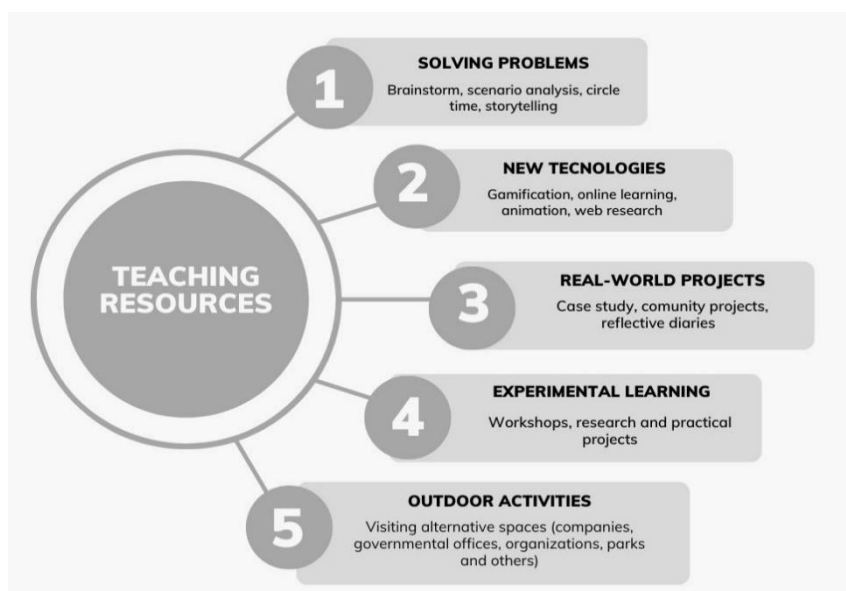 TEACHING
RESOURCES
1
SOLVING PROBLEMS
Brainstorm, scenario analysis, circle
time, storytelling
2
NEW TECNOLOGIES
Gamification, online learning,
animation, web research
3
REAL-WORLD PROJECTS
Case study, comunity projects,
reflective diaries
4
EXPERIMENTAL LEARNING
Workshops, research and practical
projects
5
OUTDOOR ACTIVITIES
Visiting alternative spaces (companies,
governmental offices, organizations, parks
and others)